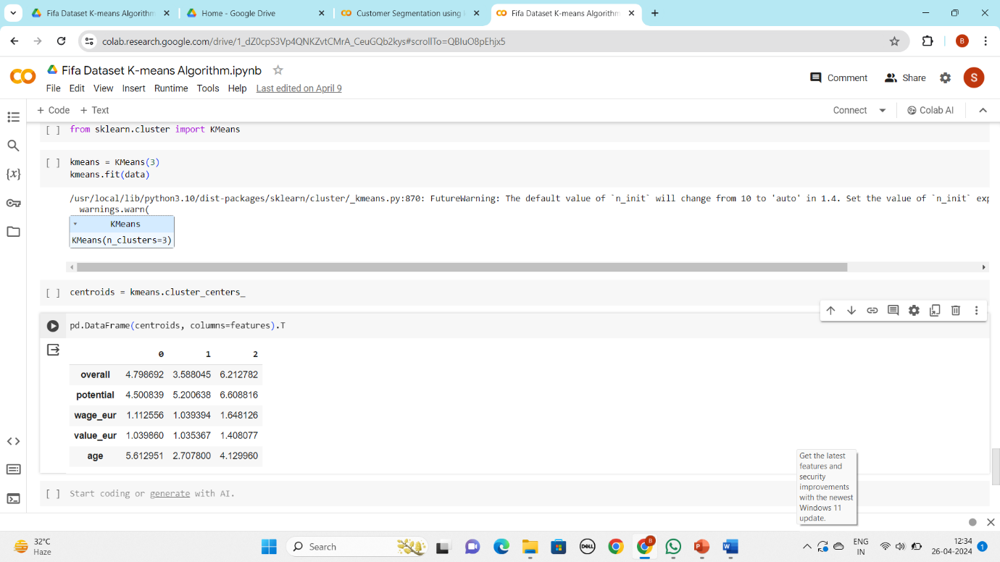 Fifa Dataset K-means Algorithm
Home - Google Drive
Customer Segmentation using
Fifa Dataset K-means Algorithm
colab.research.google.com/drive/1_dZ0cpS3Vp4QNKZvtCMrA_CeuGQb2kys#scrollTo=QBIuO8pEhjx5
B
Fifa Dataset K-means Algorithm.ipynb
Comment Share S
File Edit View Insert Runtime Tools Help Last edited on April 9
+ Code + Text Connect Colab AI
[ ] from sklearn.cluster import KMeans
{x}
[ ] kmeans = KMeans(3)
kmeans.fit(data)
/usr/local/lib/python3.10/dist-packages/sklearn/cluster/_kmeans.py:870: FutureWarning: The default value of `n_init` will change from 10 to 'auto' in 1.4. Set the value of `n_init` exp
warnings.warn(
KMeans
KMeans(n_clusters=3)
[ ] centroids = kmeans.cluster_centers_
pd.DataFrame(centroids, columns=features).T
0 1 2
overall 4.798692 3.588045 6.212782
potential 4.500839 5.200638 6.608816
wage_eur 1.112556 1.039394 1.648126
value_eur 1.039860 1.035367 1.408077
age 5.612951 2.707800 4.129960
[ ] Start coding or generate with AI.
Get the latest
features and
security
improvements
with the newest
Windows 11
update.
32°C
Haze
Search
DELL
B
P
W
ENG
IN
12:34
26-04-2024
1